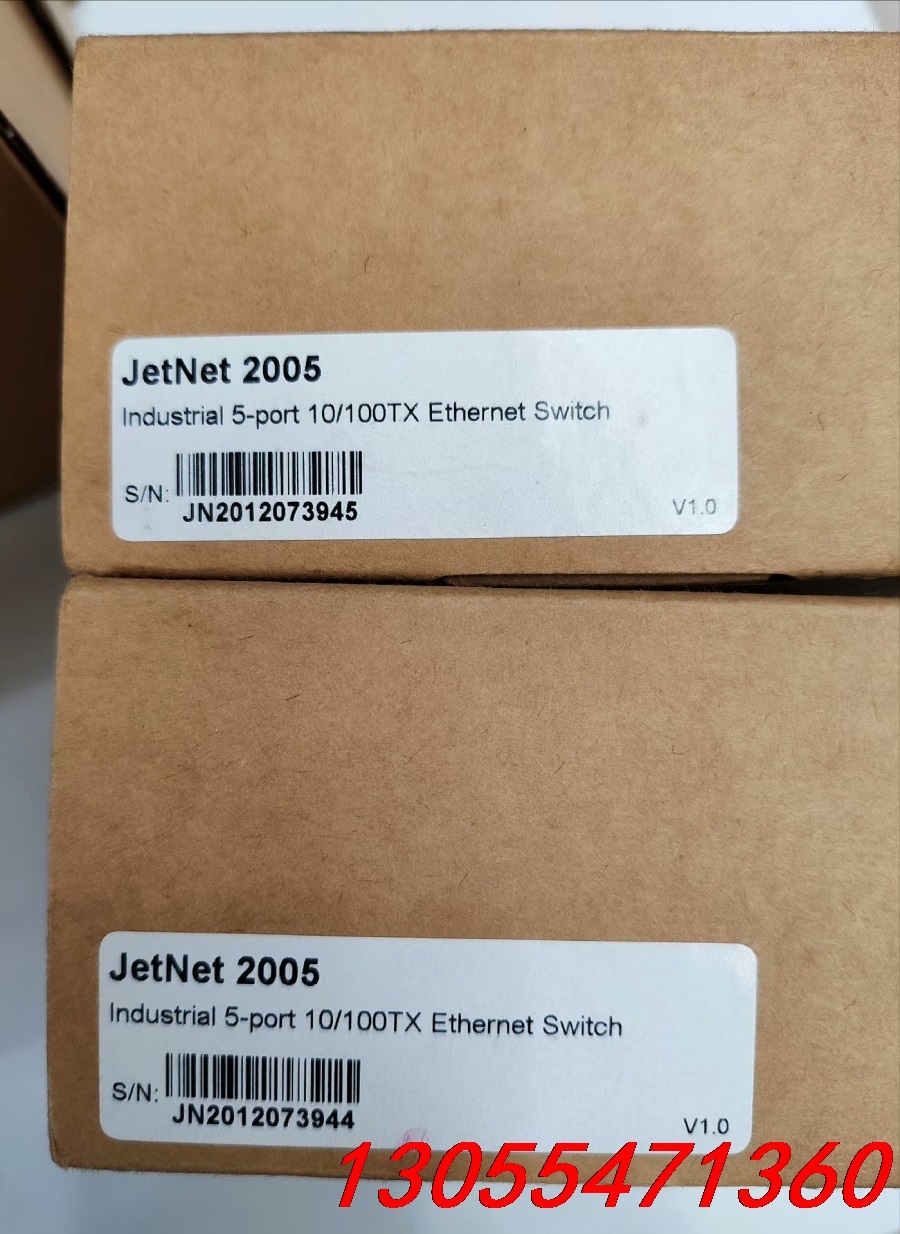 JetNet 2005
Industrial 5-port 10/100TX Ethernet Switch
S/N:
JN2012073945
V1.0
JetNet 2005
Industrial 5-port 10/100TX Ethernet Switch
S/N:
JN2012073944
V1.0
13055471360